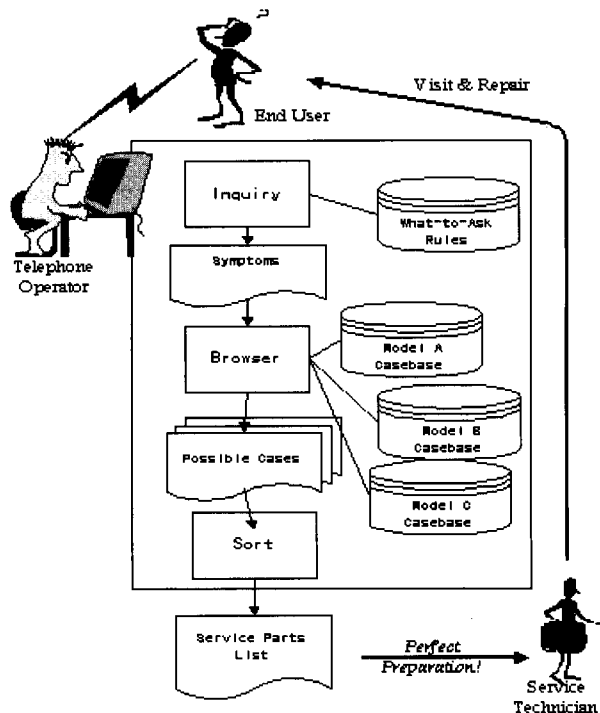 Visit & Repair
End User
Inquiry
What-to-Ask
Rules
Telephone
Operator
Symptoms
Browser
Model A
Casebase
Model B
Casebase
Possible Cases
Model C
Casebase
Sort
Service Parts
List
Perfect
Preparation!
Service
Technician